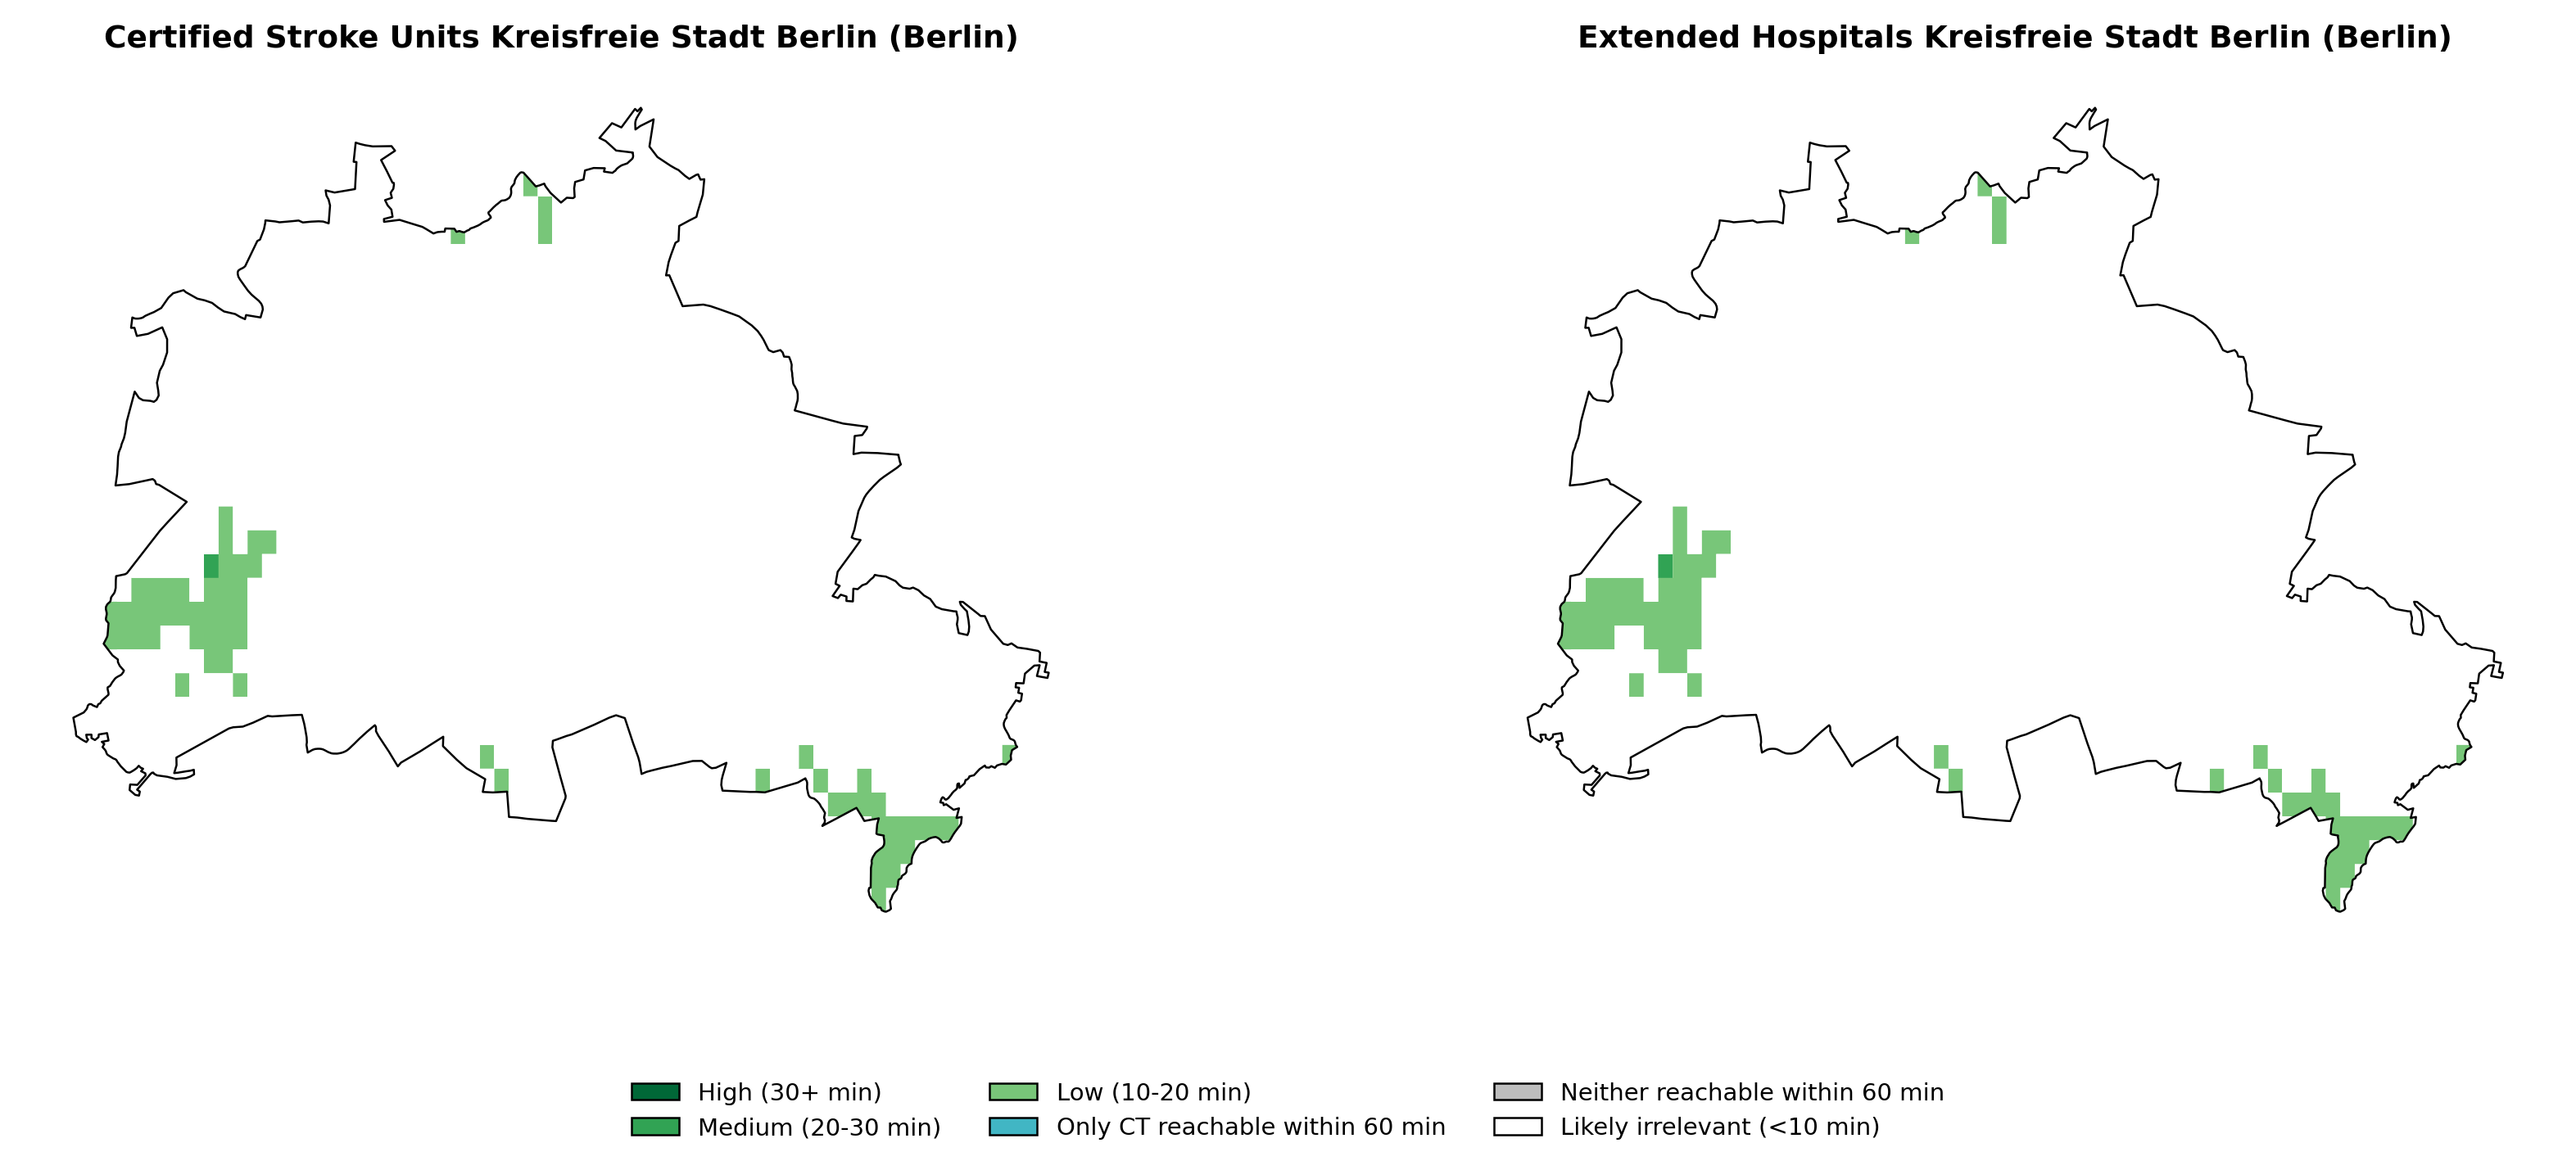 Certified Stroke Units Kreisfreie Stadt Berlin (Berlin)
Extended Hospitals Kreisfreie Stadt Berlin (Berlin)
High (30+ min)
Medium (20-30 min)
Low (10-20 min)
Only CT reachable within 60 min
Neither reachable within 60 min
Likely irrelevant (<10 min)